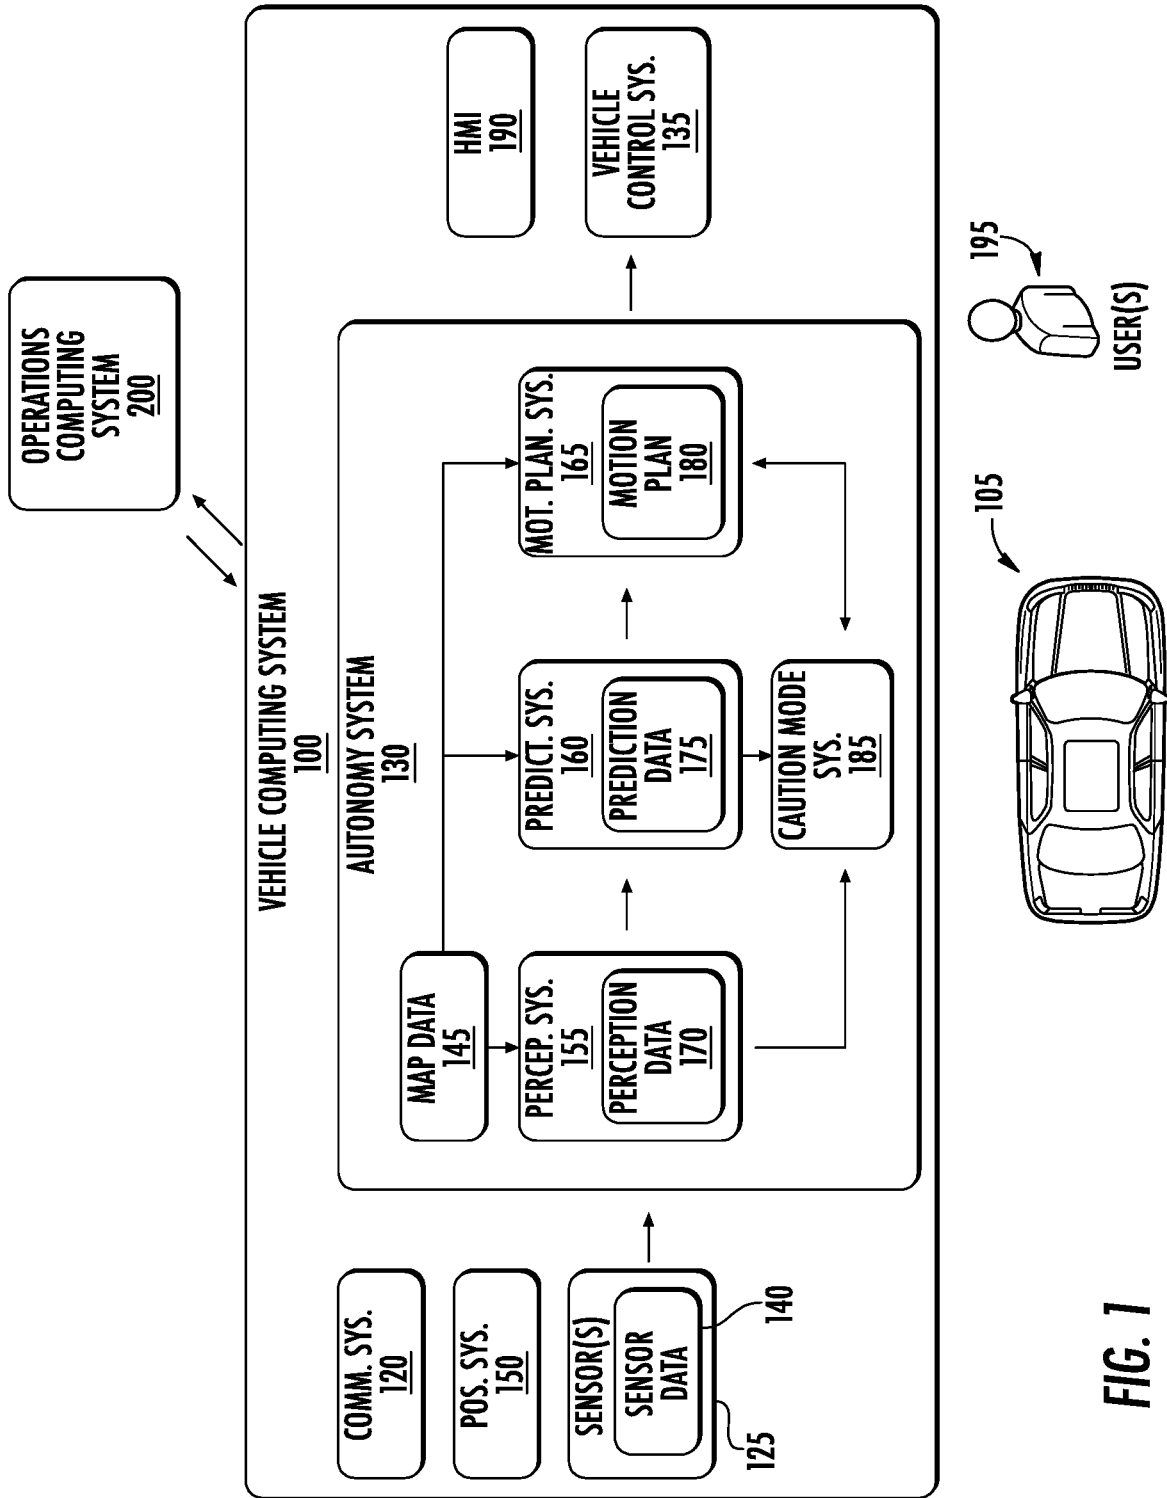 OPERATIONS
COMPUTING
SYSTEM
200
VEHICLE COMPUTING SYSTEM
100
COMM. SYS.
120
POS. SYS.
150
SENSOR(S)
SENSOR
DATA
140
125
AUTONOMY SYSTEM
130
MAP DATA
145
PERCEP. SYS.
155
PERCEPTION
DATA
170
PREDICT. SYS.
160
PREDICTION
DATA
175
MOT. PLAN. SYS.
165
MOTION
PLAN
180
CAUTION MODE
SYS.
185
HMI
190
VEHICLE
CONTROL SYS.
135
105
195
USER(S)
FIG. 1